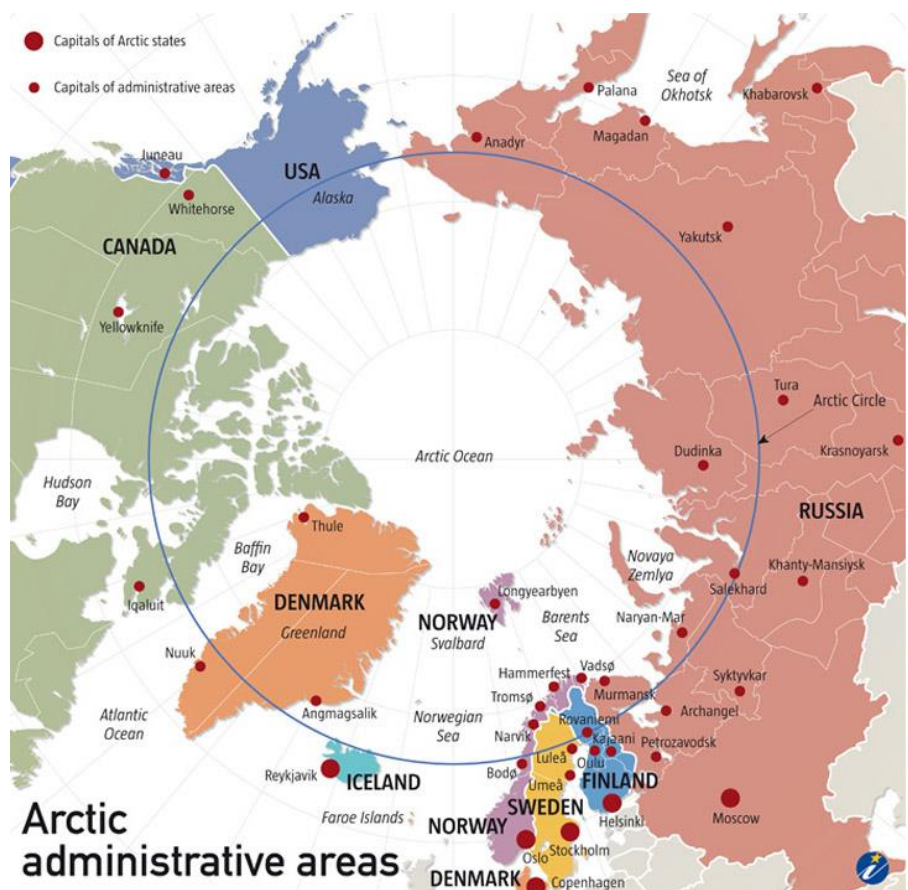 Capitals of Arctic states
Capitals of administrative areas
Sea of
Okhotsk
Palana
Khabarovsk
Magadan
Anadyr
Juneau
USA
Alaska
Whitehorse
Yakutsk
CANADA
Yellowknife
Tura
Arctic Circle
Krasnoyarsk
Dudinka
Arctic Ocean
Hudson
Bay
RUSSIA
Thule
Baffin
Bay
Novaya
Zemlya
Khanty-Mansiysk
Salekhard
Iqaluit
DENMARK
Greenland
Longyearbyen
NORWAY
Svalbard
Barents
Sea
Naryan-Mar
Nuuk
Hammerfest
Vadsø
Syktyvkar
Tromsø
Murmansk
Angmagsalik
Atlantic
Ocean
Norwegian
Sea
Archangel
Rovaniemi
Narvik
Kajaani
Petrozavodsk
Luleå
Oulu
Reykjavik
ICELAND
Bodø
Umeå
FINLAND
Faroe Islands
SWEDEN
Helsinki
Moscow
NORWAY
Oslo
Stockholm
DENMARK
Copenhagen
Arctic
administrative areas